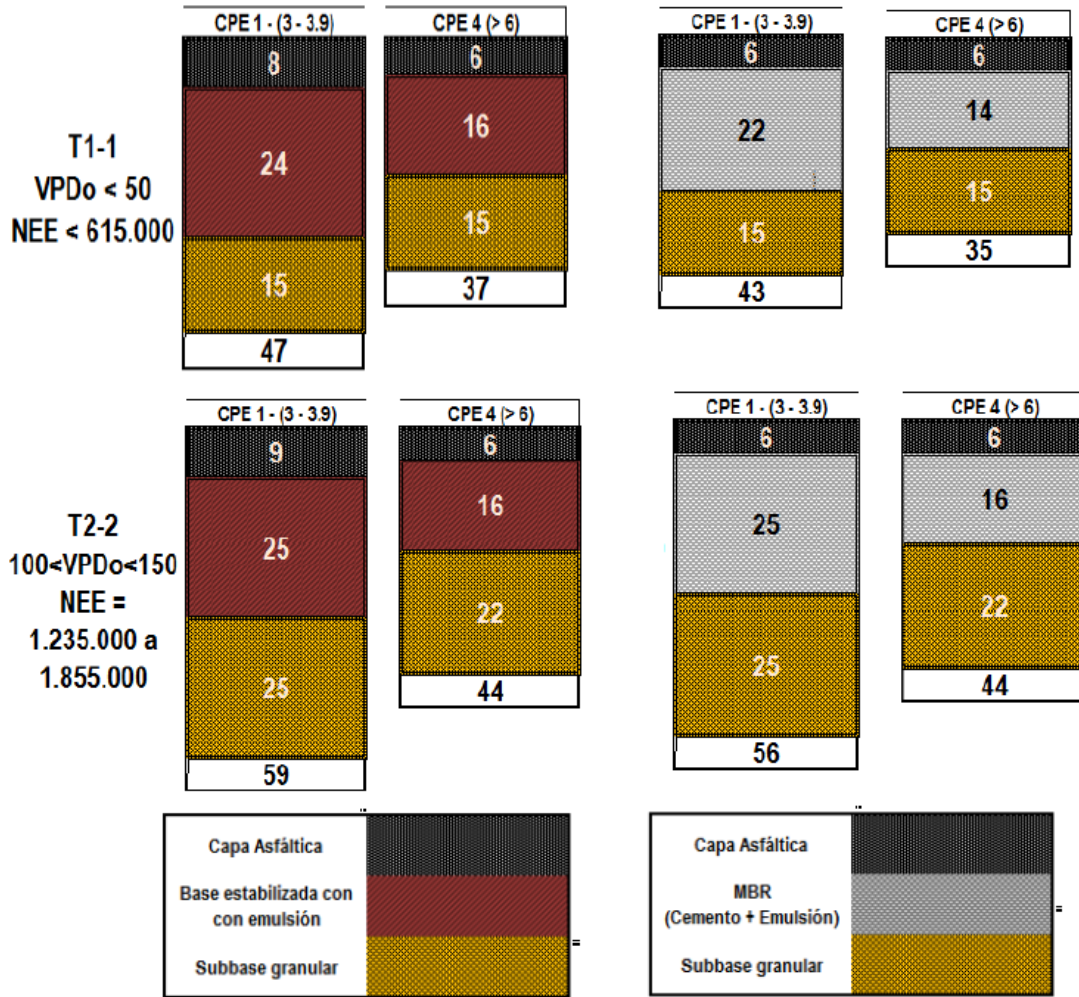 CPE 1 - (3 - 3.9)
8
24
15
47
CPE 4 (> 6)
6
16
15
37
CPE 1 - (3 - 3.9)
6
22
15
43
CPE 4 (> 6)
6
14
15
35
T1-1
VPDo < 50
NEE < 615.000
CPE 1 - (3 - 3.9)
9
25
25
59
CPE 4 (> 6)
6
16
22
44
CPE 1 - (3 - 3.9)
6
25
25
56
CPE 4 (> 6)
6
16
22
44
T2-2
100<VPDo<150
NEE =
1.235.000 a
1.855.000
Capa Asfáltica
Base estabilizada con
con emulsión
Subbase granular
=
Capa Asfáltica
MBR
(Cemento + Emulsión)
Subbase granular
=